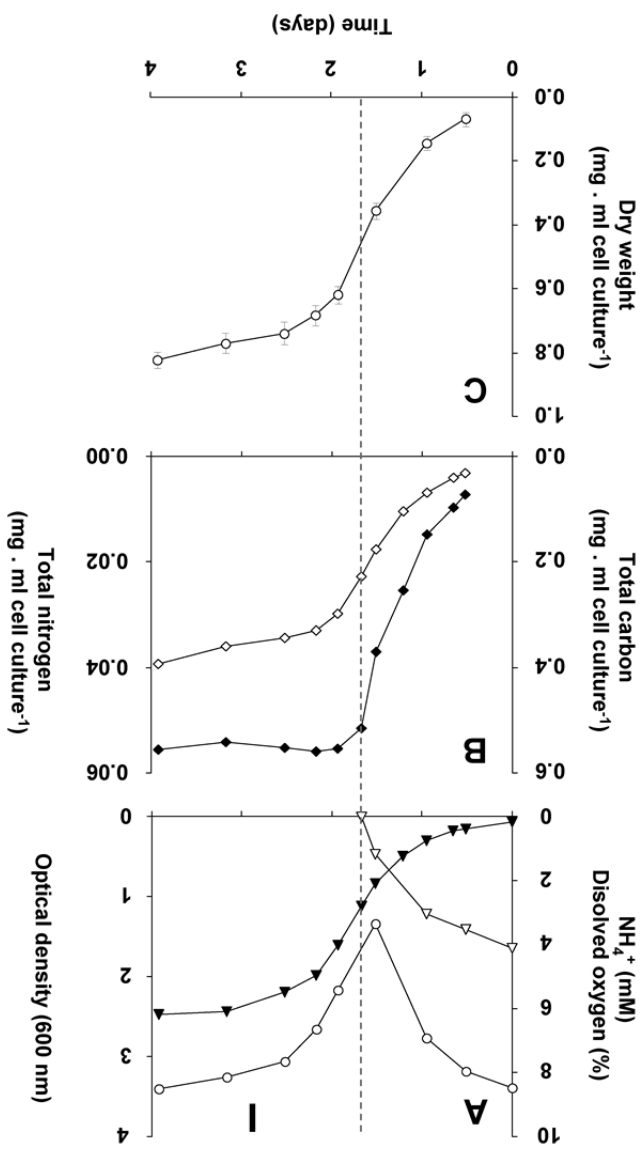 NH₄⁺ (mM)
Disolved oxygen (%)
10
8
6
4
2
0
A
I
4
3
2
1
0
Optical density (600 nm)
Total carbon
(mg . ml cell culture⁻¹)
0.6
0.4
0.2
0.0
B
0.06
0.04
0.02
0.00
Total nitrogen
(mg . ml cell culture⁻¹)
Dry weight
(mg . ml cell culture⁻¹)
1.0
0.8
0.6
0.4
0.2
0.0
C
0 1 2 3 4
Time (days)